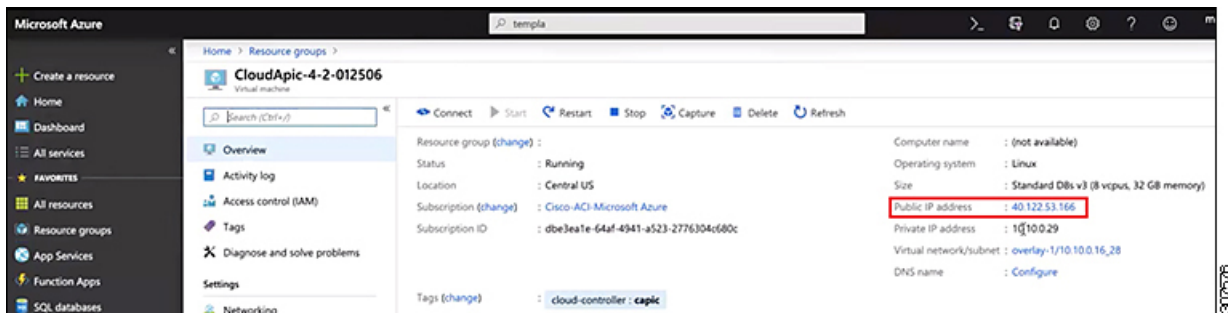 Microsoft Azure
templa
m
Home > Resource groups >
CloudApic-4-2-012506
Virtual machine
Create a resource
Home
Dashboard
All services
FAVORITES
All resources
Resource groups
App Services
Function Apps
SQL databases
Search (Ctrl+/)
Overview
Activity log
Access control (IAM)
Tags
Diagnose and solve problems
Settings
Networking
Connect Start Restart Stop Capture Delete Refresh
Resource group (change) :
Status : Running
Location : Central US
Subscription (change) : Cisco-ACI-Microsoft Azure
Subscription ID : dbe3ea1e-64af-4941-a523-2776304c680c
Computer name : (not available)
Operating system : Linux
Size : Standard D8s v3 (8 vcpus, 32 GB memory)
Public IP address : 40.122.53.166
Private IP address : 10.10.0.29
Virtual network/subnet : overlay-1/10.10.0.16_28
DNS name : Configure
Tags (change) : cloud-controller : capic